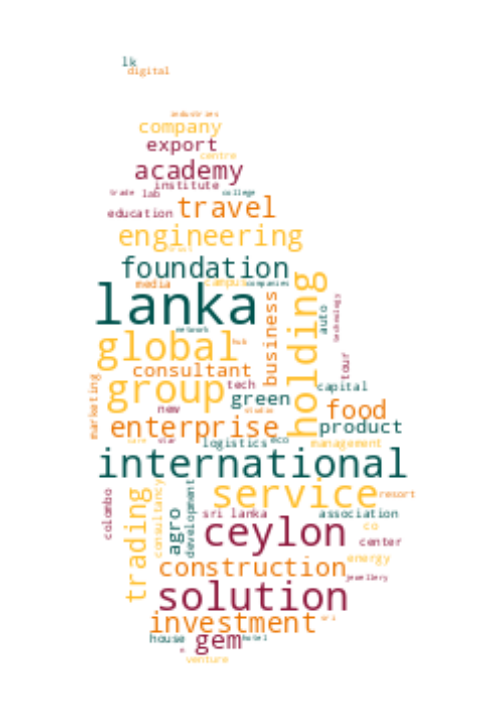 lk
digital
industries
company
export
centre
academy
institute
trade lab college
education travel
engineering
foundation
media campus companies
lanka
holding
business
auto
technology
network
global hub
tour
consultant
marketing
group tech capital
new green
studio food
enterprise product
care star logistics eco management
international
service resort
trading
consultancy
development
colombo
agro
sri lanka association
ceylon co
center
energy
construction jewellery
solution
investment sri
house gem hotel
venture